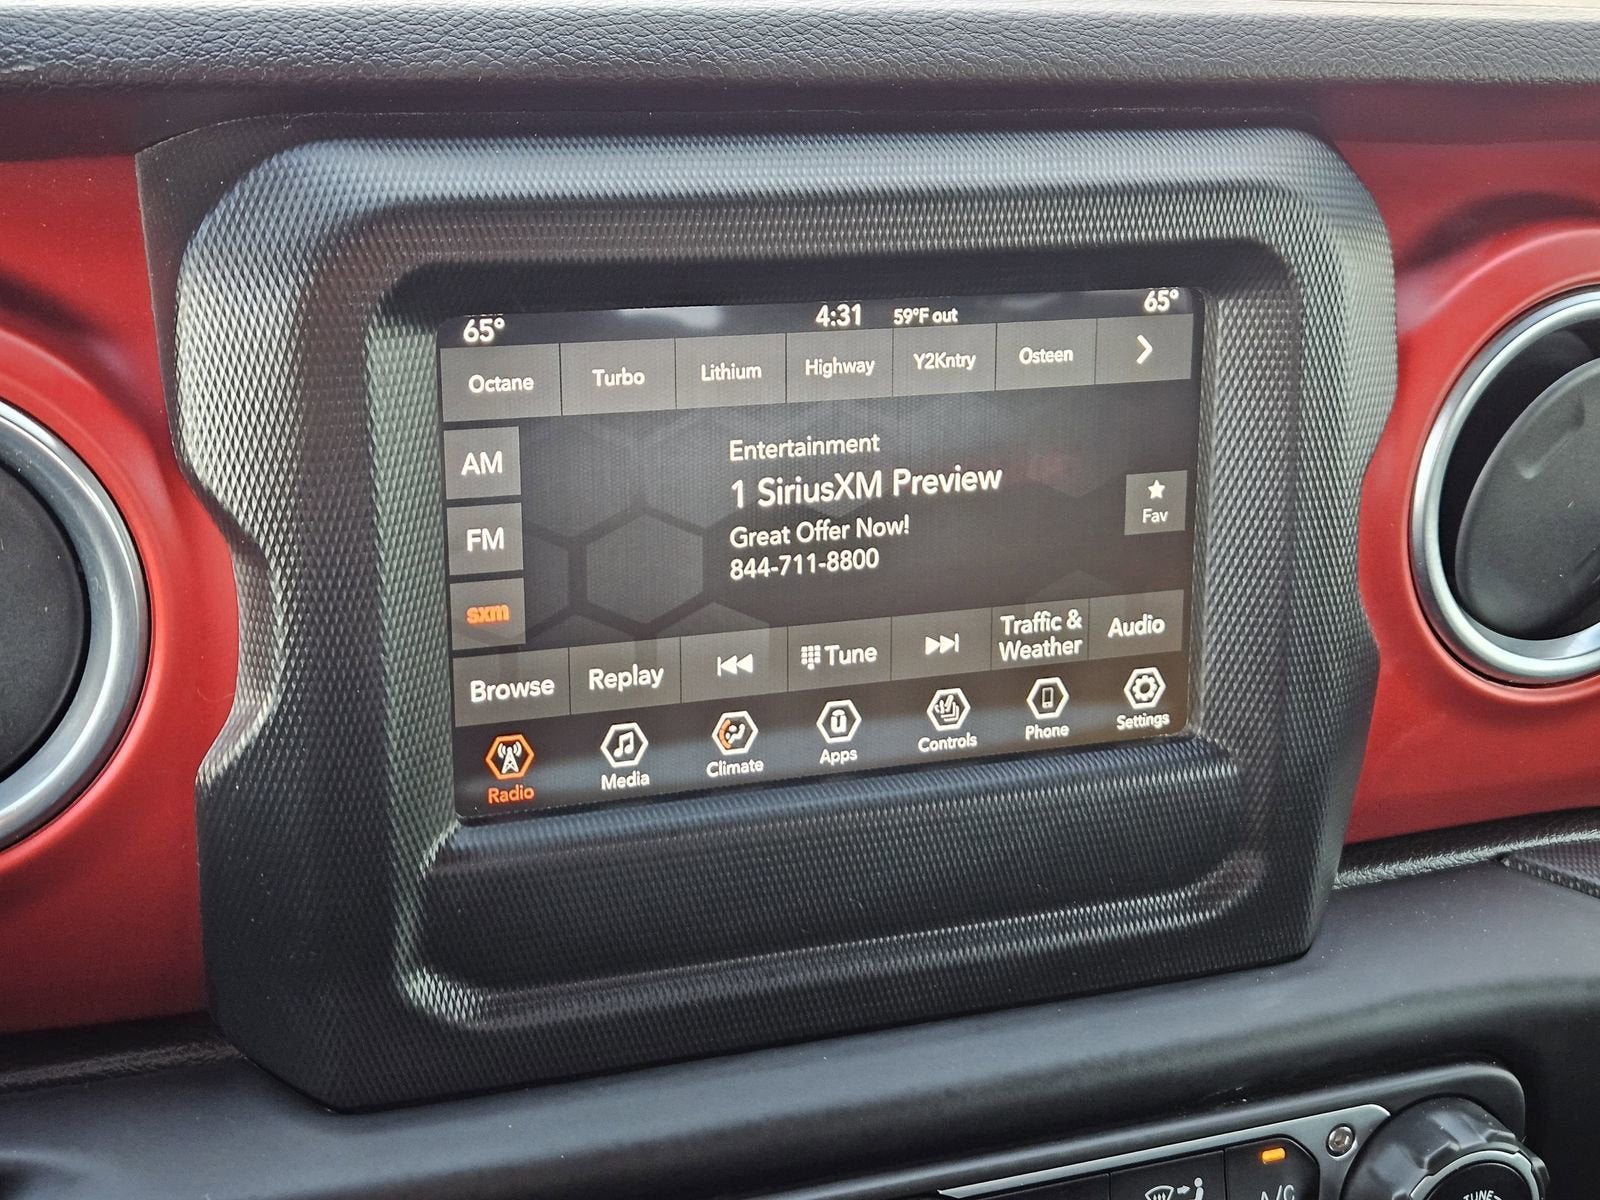 65° 4:31 59°F out 65°
Octane Turbo Lithium Highway Y2Kntry Osteen
AM
Entertainment
1 SiriusXM Preview
Great Offer Now!
844-711-8800
Fav
FM
sxm
Browse Replay Tune Traffic & Weather Audio
Radio Media Climate Apps Controls Phone Settings
A/C
TUNE